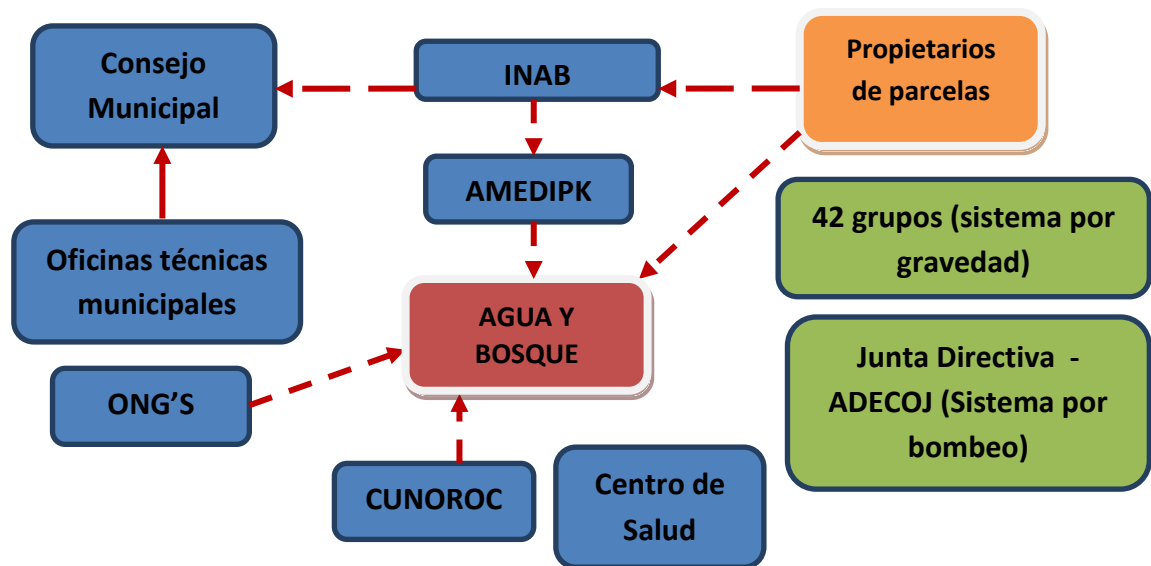 Consejo
Municipal
INAB
Propietarios
de parcelas
AMEDIPK
42 grupos (sistema por
gravedad)
Oficinas técnicas
municipales
AGUA Y
BOSQUE
Junta Directiva -
ADECOJ (Sistema por
bombeo)
ONG’S
CUNOROC
Centro de
Salud